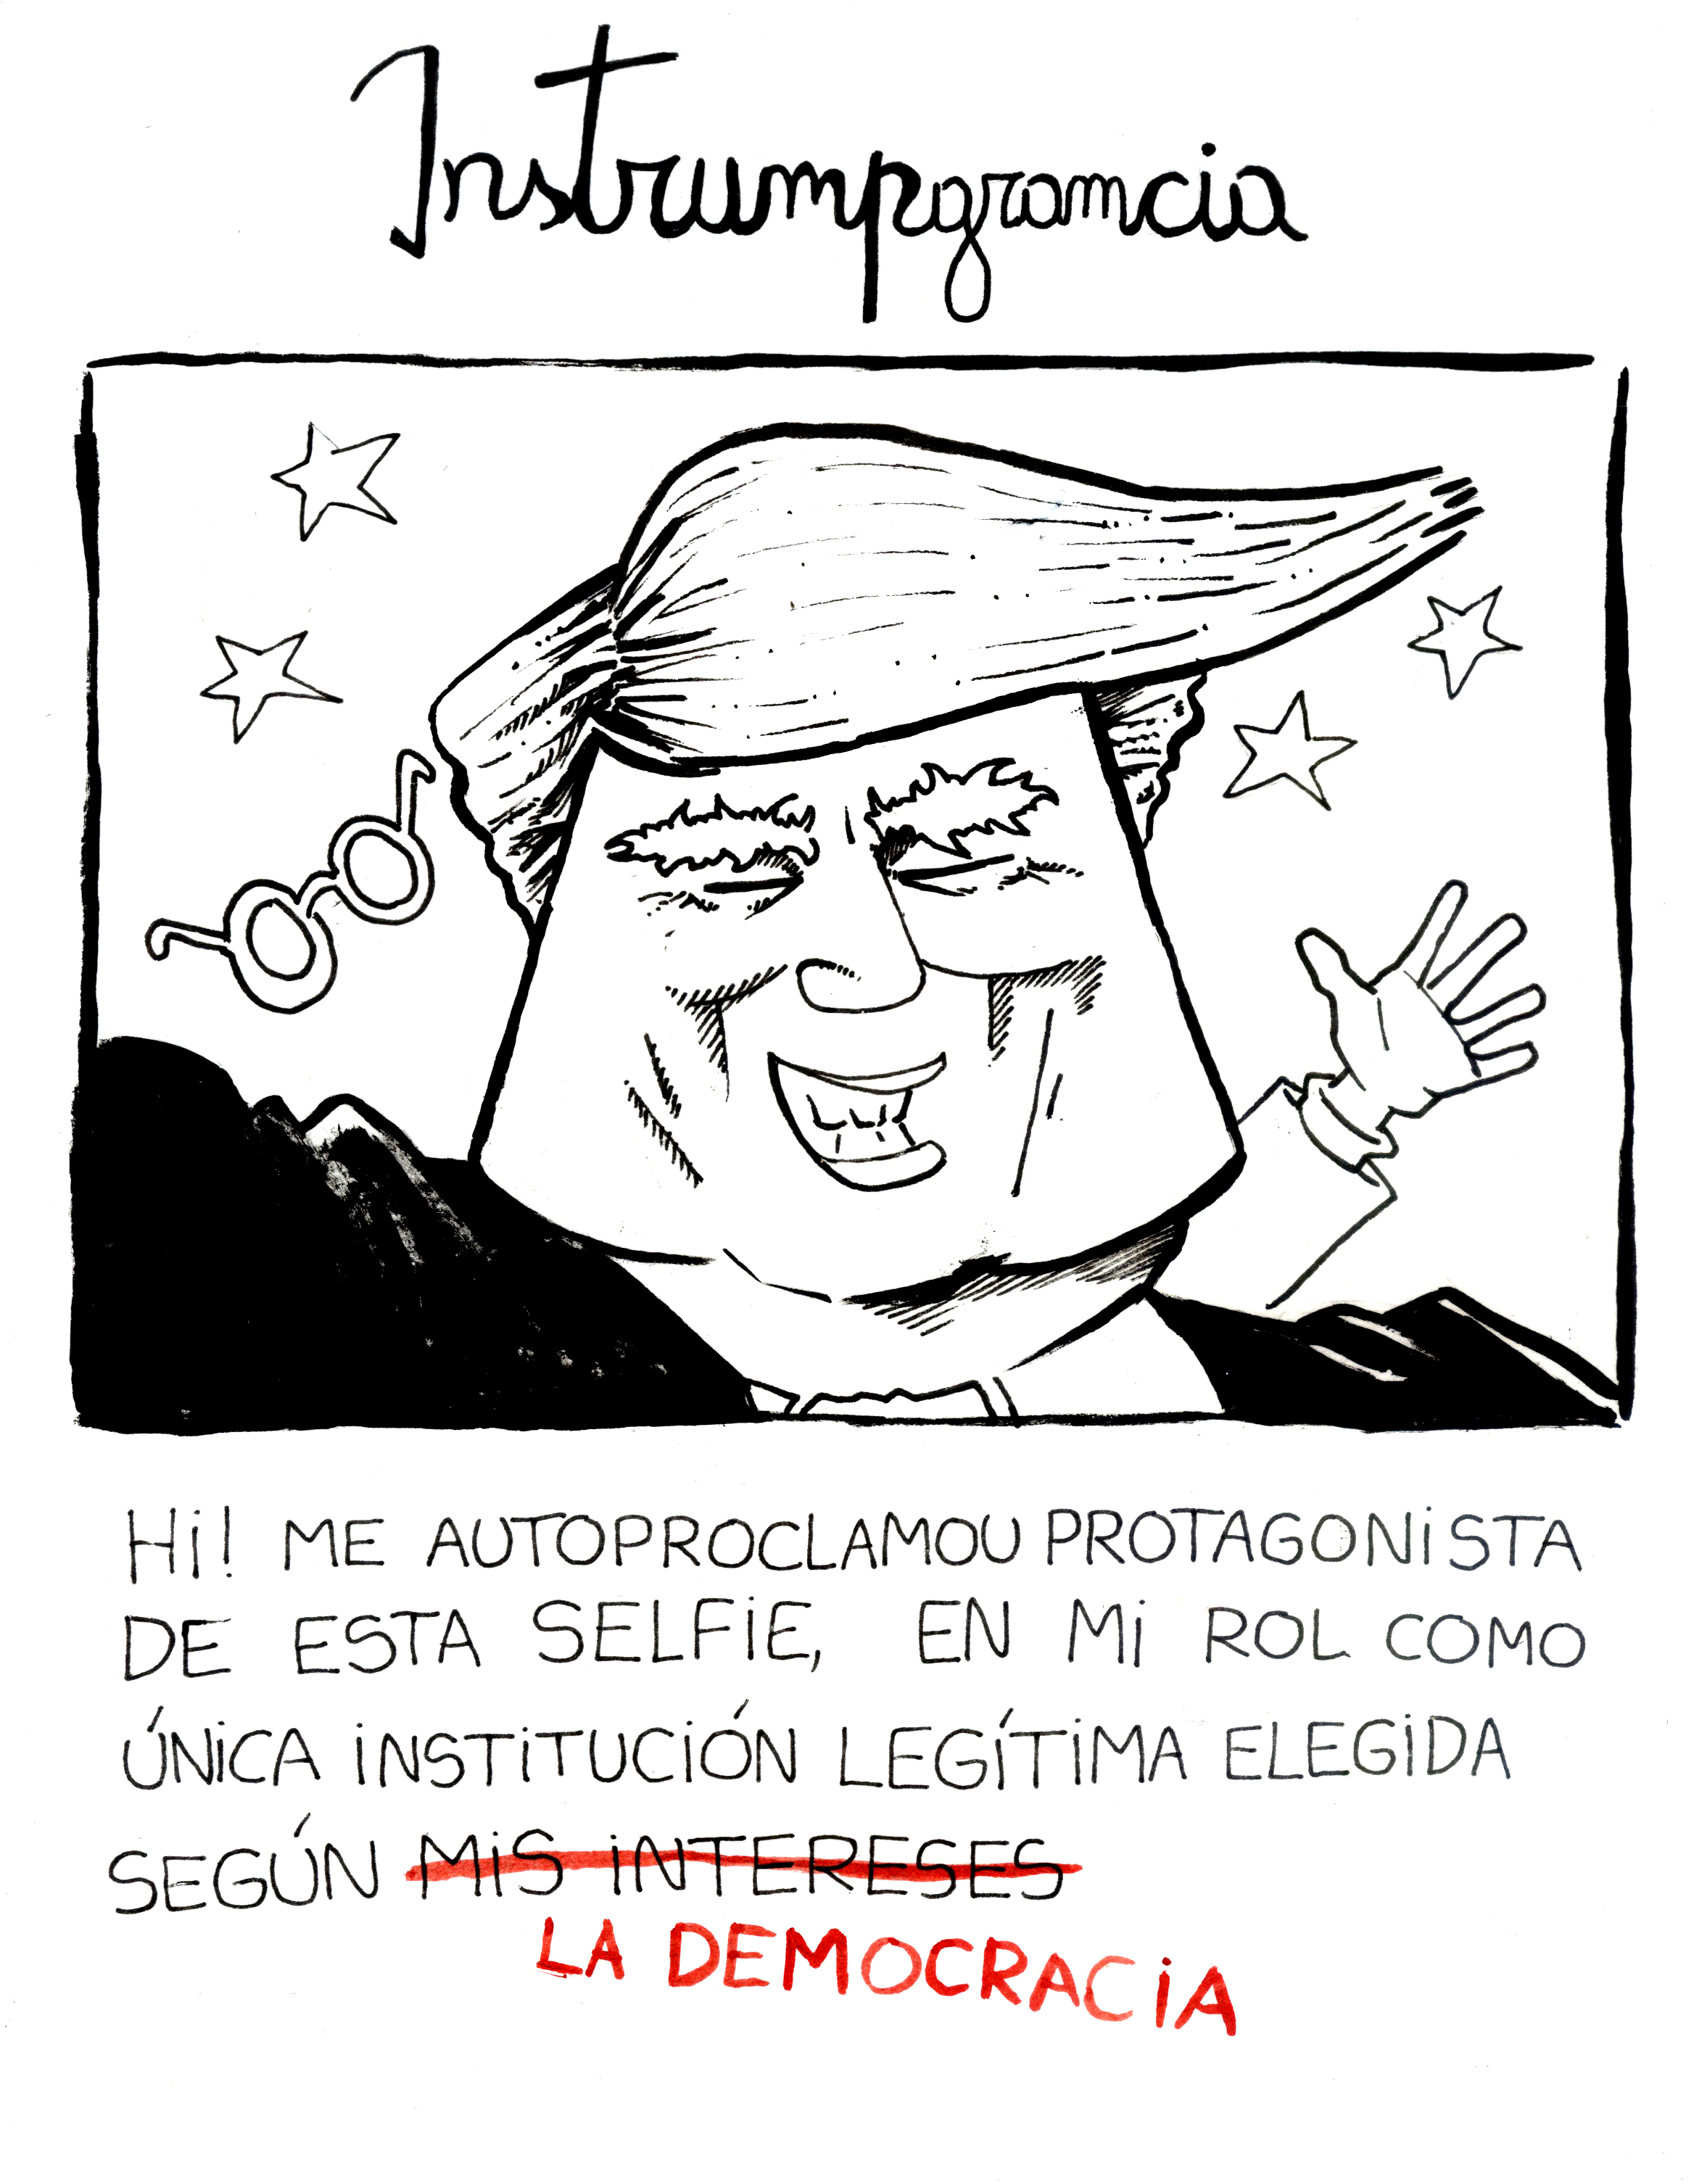 Instrumpgramcia
Hi! ME AUTOPROCLAMOU PROTAGONiSTA
DE ESTA SELFiE, EN Mi ROL COMO
ÚNiCA iNSTiTUCiÓN LEGÍTiMA ELEGiDA
SEGÚN MiS iNTERESES
LA DEMOCRACiA